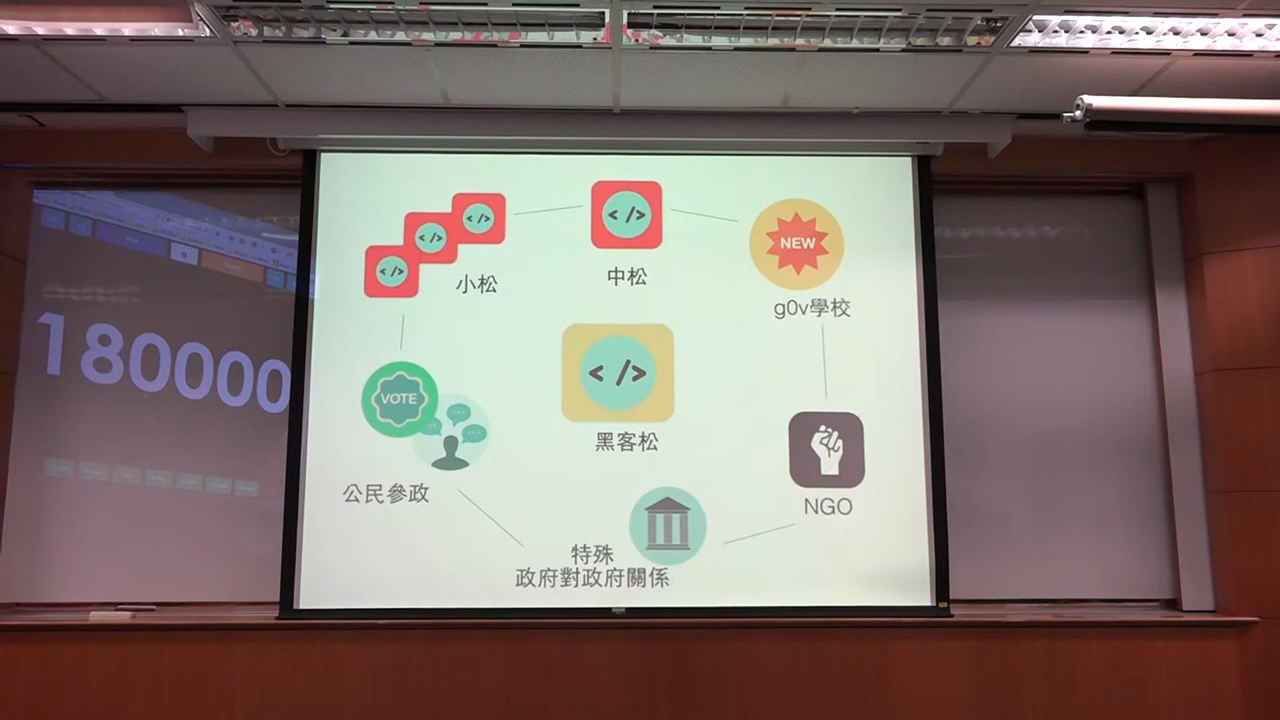 </>
</>
</>
小松
</>
中松
NEW
g0v學校
180000
</>
黑客松
VOTE
公民參政
NGO
特殊
政府對政府關係